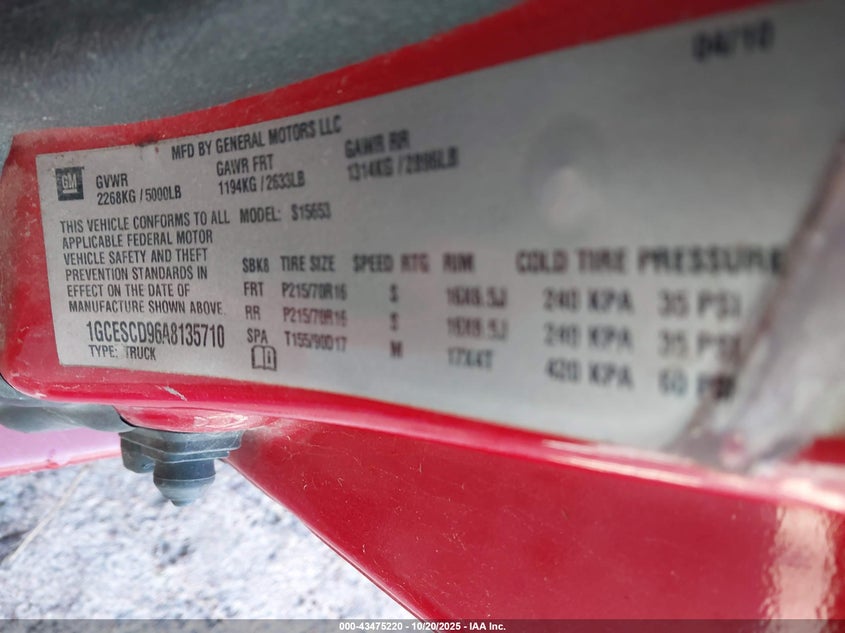 04/10
MFD BY GENERAL MOTORS LLC
GM
GVWR GAWR FRT GAWR RR
2268KG / 5000LB 1194KG / 2633LB 1314KG / 2896LB
THIS VEHICLE CONFORMS TO ALL
APPLICABLE FEDERAL MOTOR
VEHICLE SAFETY AND THEFT
PREVENTION STANDARDS IN
EFFECT ON THE DATE OF
MANUFACTURE SHOWN ABOVE.
1GCESCD96A8135710
TYPE: TRUCK
MODEL: S15653
SBK8 TIRE SIZE SPEED RTG RIM COLD TIRE PRESSURE
FRT P215/70R16 S 16X6.5J 240 KPA 35 PSI
RR P215/70R16 S 16X6.5J 240 KPA 35 PSI
SPA T155/90D17 M 17X4T 420 KPA 60 PSI
000-43475220 - 10/20/2025 - IAA Inc.